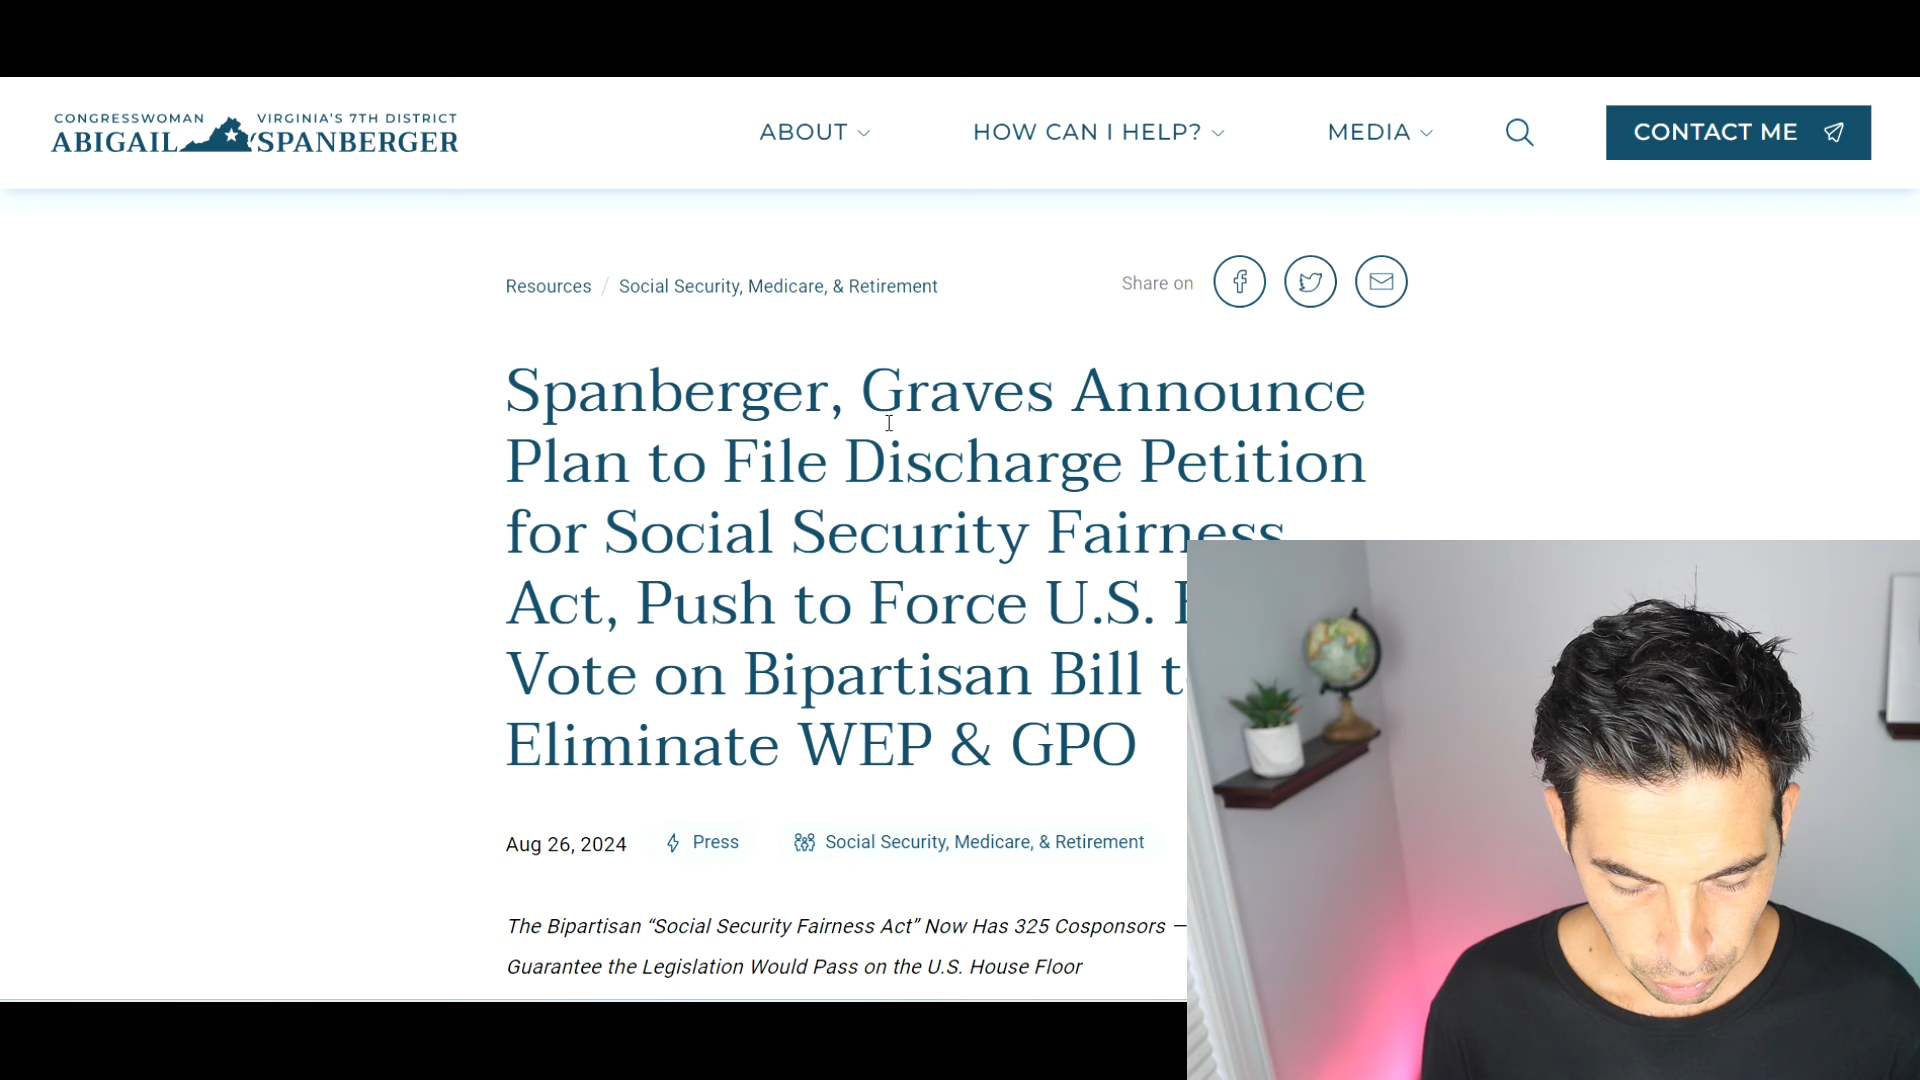 CONGRESSWOMAN VIRGINIA'S 7TH DISTRICT
ABIGAIL SPANBERGER
ABOUT
HOW CAN I HELP?
MEDIA
CONTACT ME
Resources / Social Security, Medicare, & Retirement
Share on
Spanberger, Graves Announce
Plan to File Discharge Petition
for Social Security Fairness
Act, Push to Force U.S.
Vote on Bipartisan Bill
Eliminate WEP & GPO
Aug 26, 2024
Press
Social Security, Medicare, & Retirement
The Bipartisan “Social Security Fairness Act” Now Has 325 Cosponsors —
Guarantee the Legislation Would Pass on the U.S. House Floor